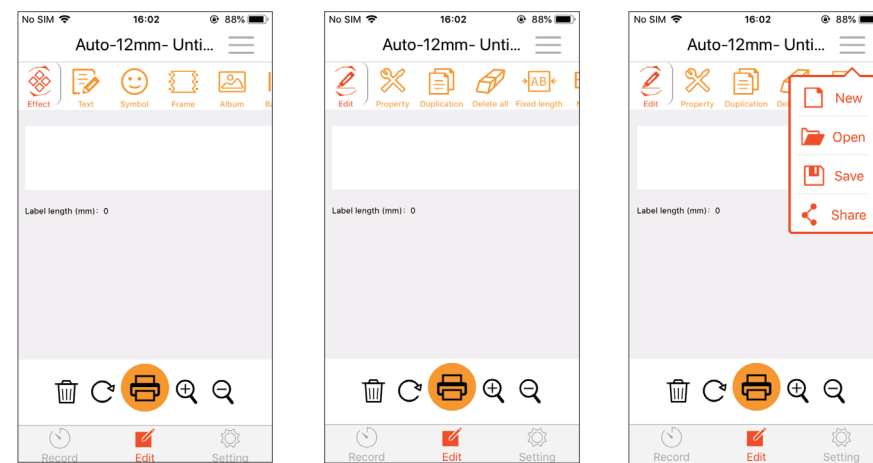 No SIM 16:02 88%
Auto-12mm- Unti...
Effect Text Symbol Frame Album Ba
Label length (mm): 0
Record Edit Setting
No SIM 16:02 88%
Auto-12mm- Unti...
Edit Property Duplication Delete all Fixed length
AB
Label length (mm): 0
Record Edit Setting
No SIM 16:02 88%
Auto-12mm- Unti...
Edit Property Duplication Del
New
Open
Save
Share
Label length (mm): 0
Record Edit Setting